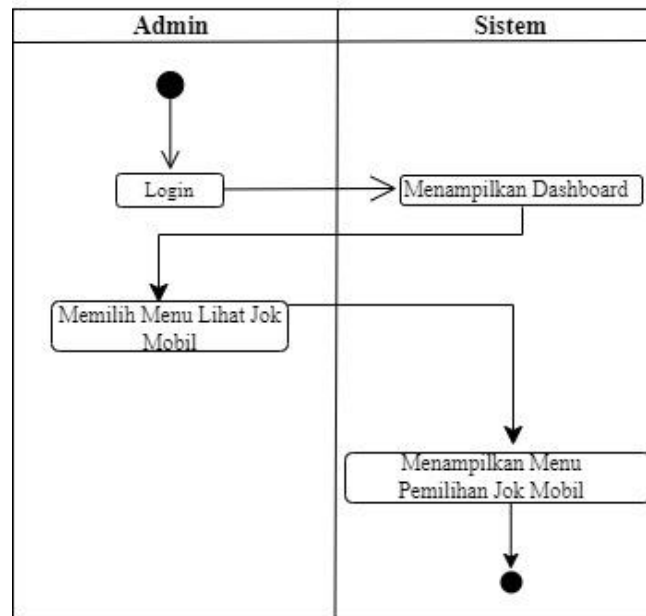 Admin
Sistem
Login
Menampilkan Dashboard
Memilih Menu Lihat Jok
Mobil
Menampilkan Menu
Pemilihan Jok Mobil